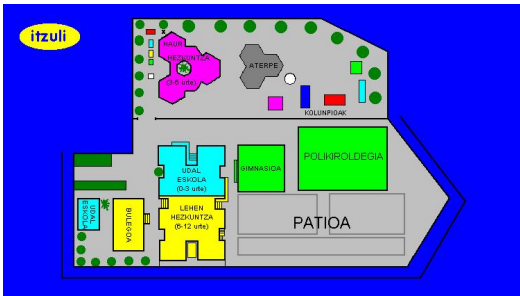 itzuli
HAUR
HEZKUNTZA
(3-6 urte)
ATERPE
KOLUNPIOAK
UDAL
ESKOLA
(0-3 urte)
GIMNASIOA
POLIKIROLDEGIA
UDAL
ESKOLA
BULEGOA
LEHEN
HEZKUNTZA
(6-12 urte)
PATIOA